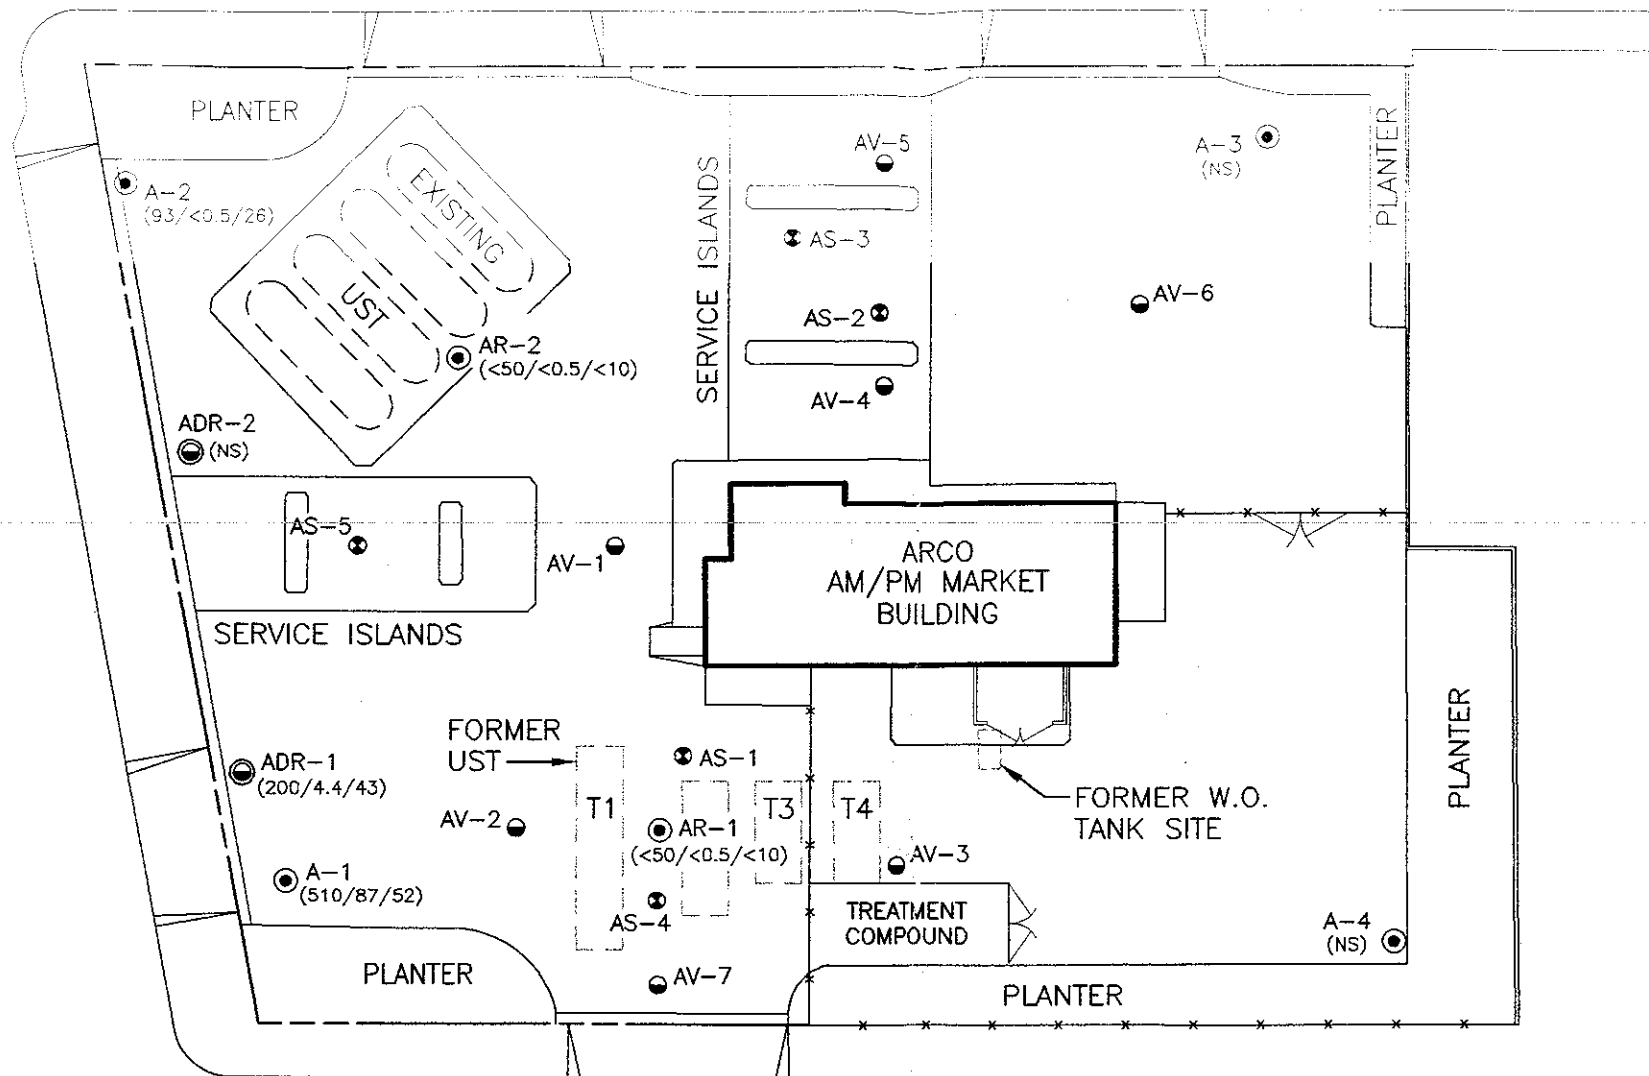 PLANTER
A-2
(93/<0.5/26)
EXISTING
UST
AR-2
(<50/<0.5/<10)
ADR-2
(NS)
SERVICE ISLANDS
AV-5
AS-3
AS-2
AV-4
A-3
(NS)
PLANTER
AV-6
AS-5
AV-1
SERVICE ISLANDS
ARCO
AM/PM MARKET
BUILDING
FORMER
UST
AS-1
ADR-1
(200/4.4/43)
AV-2
T1
AR-1
(<50/<0.5/<10)
T3
T4
AV-3
FORMER W.O.
TANK SITE
PLANTER
A-1
(510/87/52)
AS-4
TREATMENT
COMPOUND
A-4
(NS)
PLANTER
AV-7
PLANTER